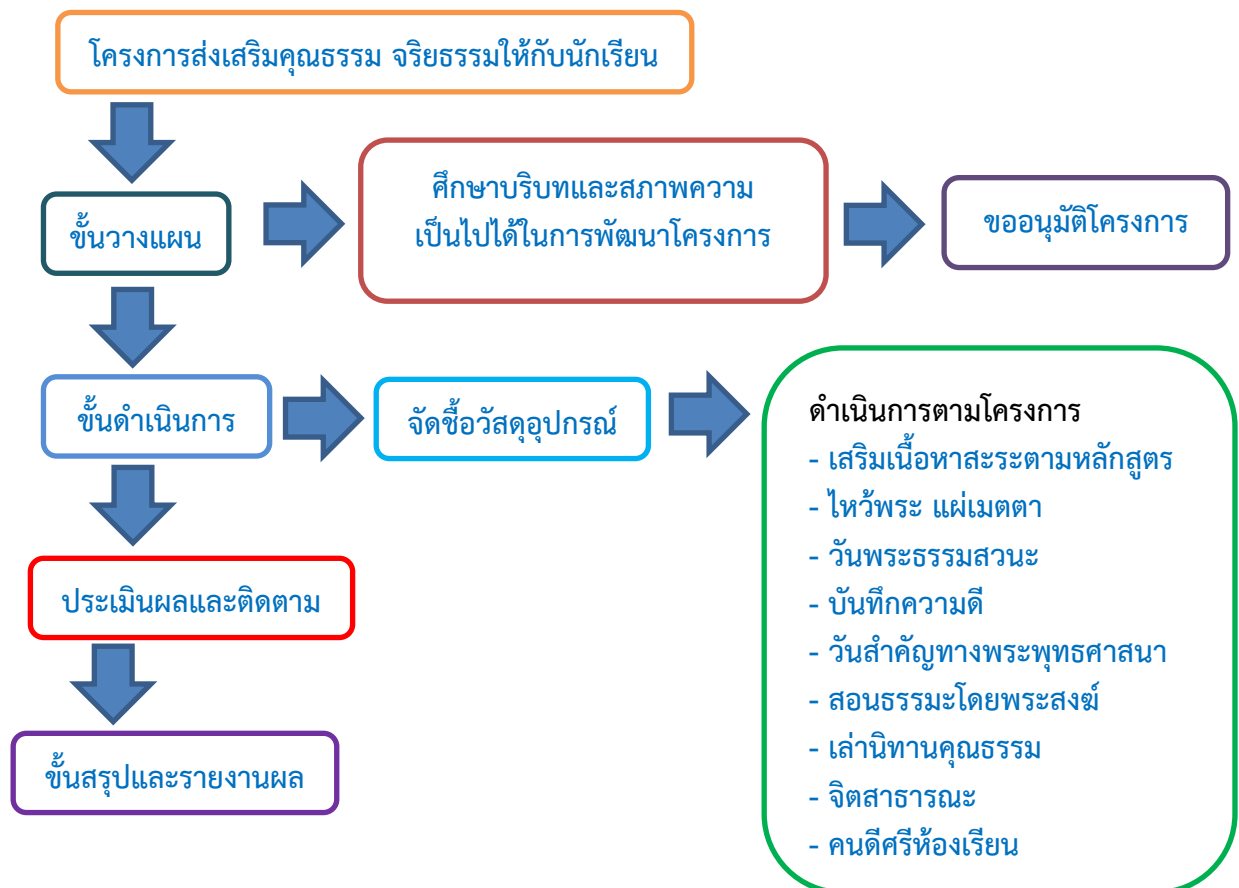 โครงการส่งเสริมคุณธรรม จริยธรรมให้กับนักเรียน
ขั้นวางแผน
ศึกษาบริบทและสภาพความ
เป็นไปได้ในการพัฒนาโครงการ
ขออนุมัติโครงการ
ขั้นดำเนินการ
จัดซื้อวัสดุอุปกรณ์
ดำเนินการตามโครงการ
- เสริมเนื้อหาสะระตามหลักสูตร
- ไหว้พระ แผ่เมตตา
- วันพระธรรมสวนะ
- บันทึกความดี
- วันสำคัญทางพระพุทธศาสนา
- สอนธรรมะโดยพระสงฆ์
- เล่านิทานคุณธรรม
- จิตสาธารณะ
- คนดีศรีห้องเรียน
ประเมินผลและติดตาม
ขั้นสรุปและรายงานผล